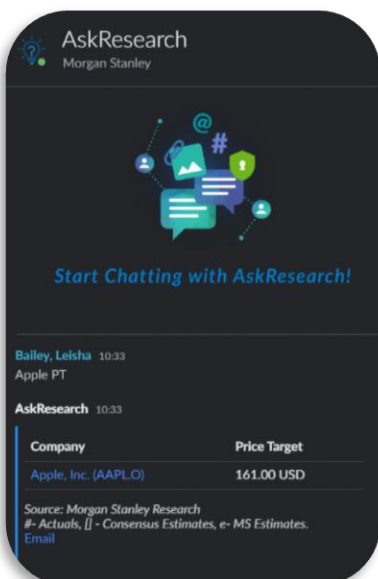 AskResearch
Morgan Stanley
@
#
Start Chatting with AskResearch!
Bailey, Leisha 10:33
Apple PT
AskResearch 10:33
Company Price Target
Apple, Inc. (AAPL.O) 161.00 USD
Source: Morgan Stanley Research
#- Actuals, [] - Consensus Estimates, e- MS Estimates.
Email